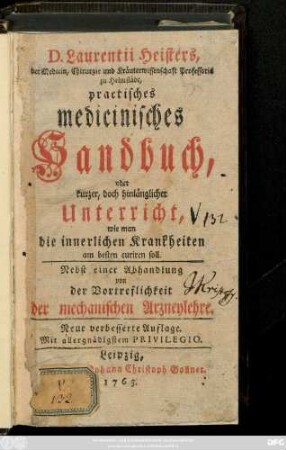 D. Laurentii Heisters,
der Medicin, Chirurgie und Kräuterwissenschaft Professoris
zu Helmstädt,
practisches
medicinisches
Handbuch,
oder
kurzer, doch hinlänglicher
Unterricht,
V 132
wie man
die innerlichen Krankheiten
am besten curiren soll.
Nebst einer Abhandlung
von
der Vortreflichkeit
der mechanischen Arzneylehre.
Neue verbesserte Auflage.
Mit allergnädigstem PRIVILEGIO.
Leipzig,
Johann Christoph Gollner.
1763.
V.
132